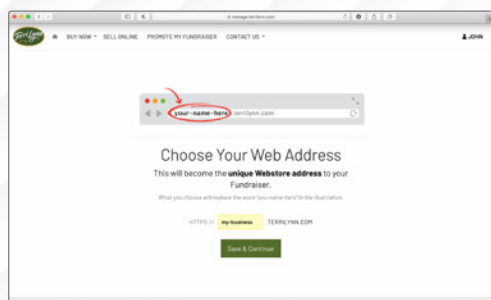 manage.terrilynn.com
Terri Lynn
BUY NOW SELL ONLINE PROMOTE MY FUNDRAISER CONTACT US JOHN
your-name-here.terrilynn.com
Choose Your Web Address
This will become the unique Webstore address to your
Fundraiser.
What you choose will replace the word "you-name-here" in the illustration.
HTTPS:// my-business .TERRILYNN.COM
Save & Continue